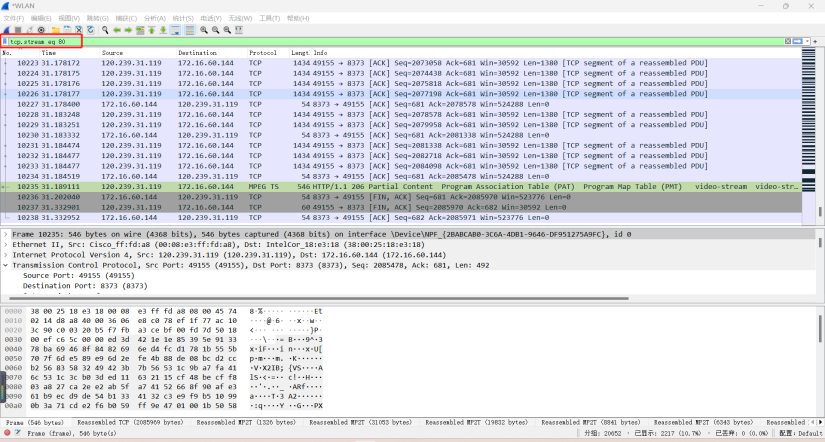 *WLAN
文件(F) 编辑(E) 视图(V) 跳转(G) 捕获(C) 分析(A) 统计(S) 电话(Y) 无线(W) 工具(T) 帮助(H)
tcp.stream eq 80
No. Time Source Destination Protocol Lengt Info
10223 31.178172 120.239.31.119 172.16.60.144 TCP 1434 49155 → 8373 [ACK] Seq=2073058 Ack=681 Win=30592 Len=1380 [TCP segment of a reassembled PDU]
10224 31.178175 120.239.31.119 172.16.60.144 TCP 1434 49155 → 8373 [ACK] Seq=2074438 Ack=681 Win=30592 Len=1380 [TCP segment of a reassembled PDU]
10225 31.178176 120.239.31.119 172.16.60.144 TCP 1434 49155 → 8373 [ACK] Seq=2075818 Ack=681 Win=30592 Len=1380 [TCP segment of a reassembled PDU]
10226 31.178177 120.239.31.119 172.16.60.144 TCP 1434 49155 → 8373 [ACK] Seq=2077198 Ack=681 Win=30592 Len=1380 [TCP segment of a reassembled PDU]
10227 31.178400 172.16.60.144 120.239.31.119 TCP 54 8373 → 49155 [ACK] Seq=681 Ack=2078578 Win=524288 Len=0
10228 31.183248 120.239.31.119 172.16.60.144 TCP 1434 49155 → 8373 [ACK] Seq=2078578 Ack=681 Win=30592 Len=1380 [TCP segment of a reassembled PDU]
10229 31.183251 120.239.31.119 172.16.60.144 TCP 1434 49155 → 8373 [ACK] Seq=2079958 Ack=681 Win=30592 Len=1380 [TCP segment of a reassembled PDU]
10230 31.183332 172.16.60.144 120.239.31.119 TCP 54 8373 → 49155 [ACK] Seq=681 Ack=2081338 Win=524288 Len=0
10231 31.184474 120.239.31.119 172.16.60.144 TCP 1434 49155 → 8373 [ACK] Seq=2081338 Ack=681 Win=30592 Len=1380 [TCP segment of a reassembled PDU]
10232 31.184477 120.239.31.119 172.16.60.144 TCP 1434 49155 → 8373 [ACK] Seq=2082718 Ack=681 Win=30592 Len=1380 [TCP segment of a reassembled PDU]
10233 31.184477 120.239.31.119 172.16.60.144 TCP 1434 49155 → 8373 [ACK] Seq=2084098 Ack=681 Win=30592 Len=1380 [TCP segment of a reassembled PDU]
10234 31.184519 172.16.60.144 120.239.31.119 TCP 54 8373 → 49155 [ACK] Seq=681 Ack=2085478 Win=524288 Len=0
10235 31.189111 120.239.31.119 172.16.60.144 MPEG TS 546 HTTP/1.1 206 Partial Content Program Association Table (PAT) Program Map Table (PMT) video-stream video-str…
10236 31.202040 172.16.60.144 120.239.31.119 TCP 54 8373 → 49155 [FIN, ACK] Seq=681 Ack=2085970 Win=523776 Len=0
10237 31.332901 120.239.31.119 172.16.60.144 TCP 60 49155 → 8373 [FIN, ACK] Seq=2085970 Ack=682 Win=30592 Len=0
10238 31.332952 172.16.60.144 120.239.31.119 TCP 54 8373 → 49155 [ACK] Seq=682 Ack=2085971 Win=523776 Len=0
Frame 10235: 546 bytes on wire (4368 bits), 546 bytes captured (4368 bits) on interface \Device\NPF_{2BABCAB0-3C6A-4DB1-9646-DF951275A9FC}, id 0
Ethernet II, Src: Cisco_ff:fd:a8 (00:08:e3:ff:fd:a8), Dst: IntelCor_18:e3:18 (38:00:25:18:e3:18)
Internet Protocol Version 4, Src: 120.239.31.119 (120.239.31.119), Dst: 172.16.60.144 (172.16.60.144)
Transmission Control Protocol, Src Port: 49155 (49155), Dst Port: 8373 (8373), Seq: 2085478, Ack: 681, Len: 492
Source Port: 49155 (49155)
Destination Port: 8373 (8373)
0000 38 00 25 18 e3 18 00 08 e3 ff fd a8 08 00 45 74
0010 02 14 d8 a4 40 00 36 06 e8 c0 78 ef 1f 77 ac 10
0020 3c 90 c0 03 20 b5 f7 fb a3 ce bf 00 fd 7d 50 18
0030 00 ef c6 5c 00 00 ed 3d 42 1e 1e 85 39 5e 91 33
0040 78 ba 69 46 8f 84 82 69 6e d4 fc d1 78 1b 55 5b
0050 70 7f 6d e5 89 e9 6d 2e fe 4b 88 de 08 bc d2 cc
0060 b2 56 83 58 32 49 42 3b 7b 56 53 1c 9b a7 41 41
0070 6c 53 1c 3c b0 3d ed 11 63 21 15 cf 48 be cf f8
0080 03 a8 27 ca 2e e2 ab 5f a7 41 52 66 8f 90 af e3
0090 61 b9 ec d9 de 54 b1 33 41 32 c3 e9 f9 b5 10 99
00a0 0b 3a 71 cd e2 f6 b0 59 ff 9e 47 01 00 1b 50 58
Frame (546 bytes) Reassembled TCP (2085969 bytes) Reassembled MP2T (1326 bytes) Reassembled MP2T (31053 bytes) Reassembled MP2T (19832 bytes) Reassembled MP2T (8841 bytes) Reassembled MP2T (6343 bytes) Reassembled
Frame (frame), 546 byte(s) 分组: 20652 · 已显示: 2217 (10.7%) · 已丢弃: 0 (0.0%) 配置: Default